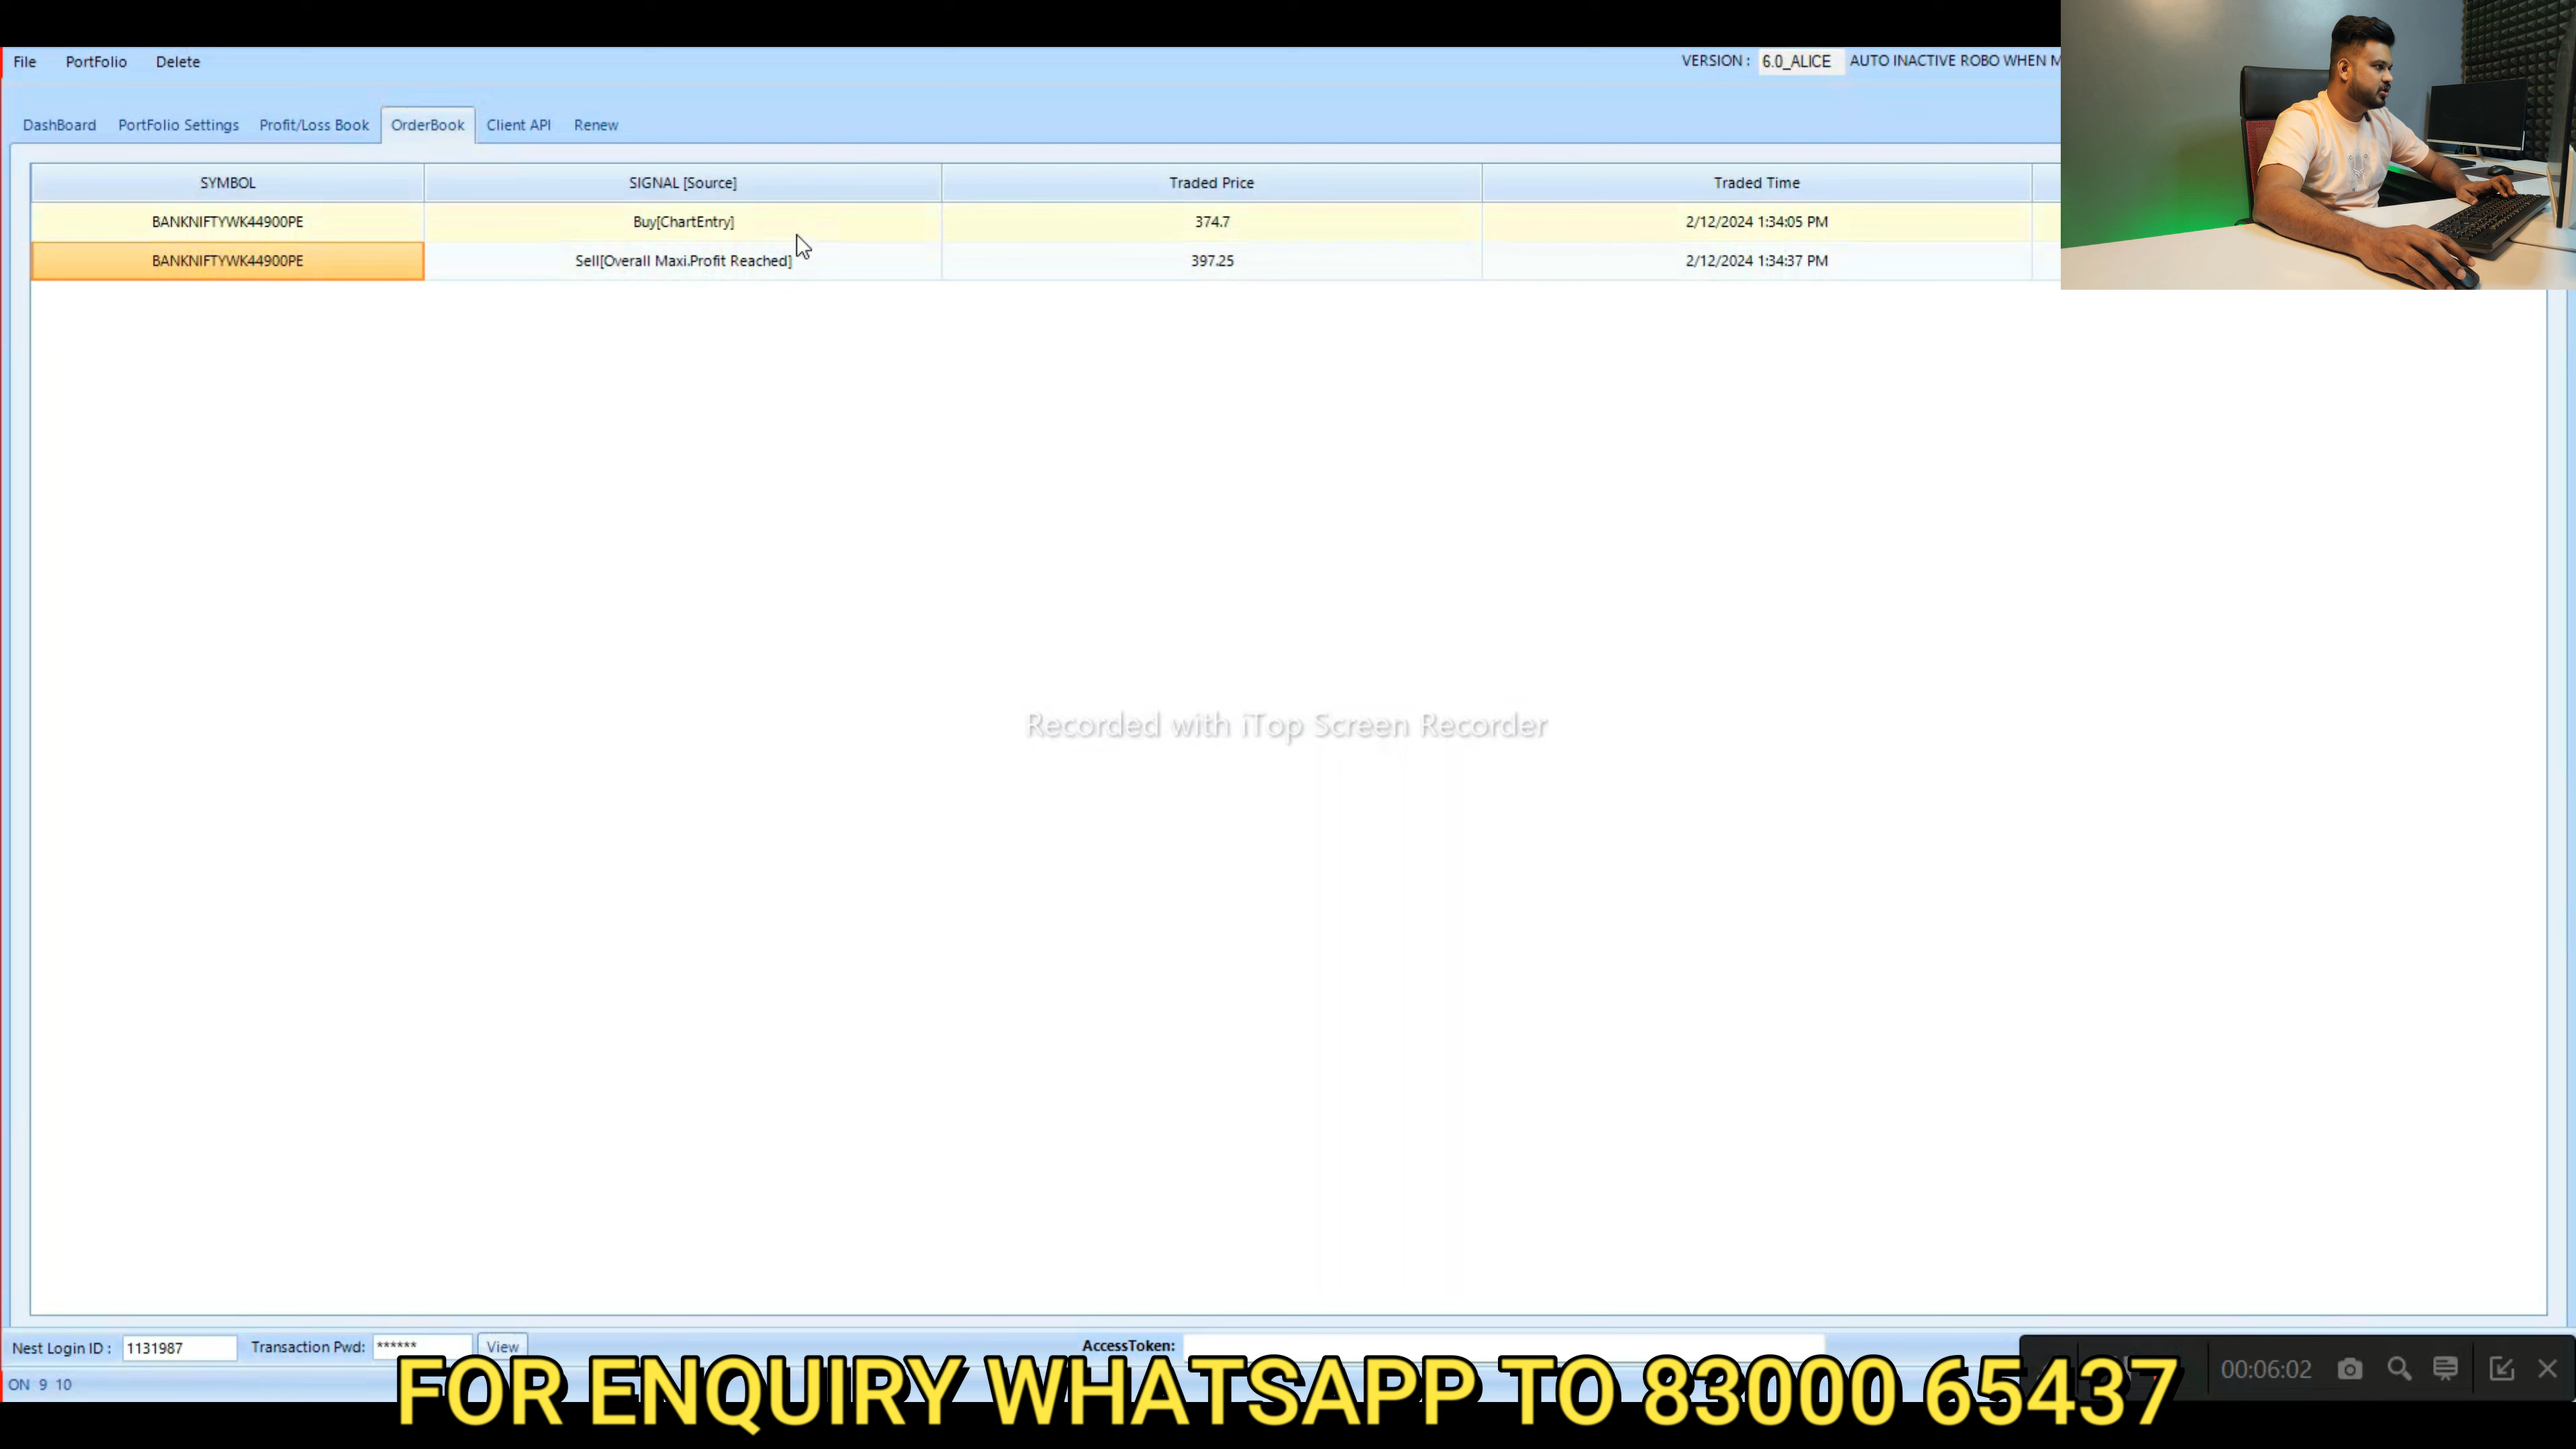 File PortFolio Delete VERSION : 6.0_ALICE AUTO INACTIVE ROBO WHEN M
DashBoard PortFolio Settings Profit/Loss Book OrderBook Client API Renew
SYMBOL SIGNAL [Source] Traded Price Traded Time
BANKNIFTYWK44900PE Buy[ChartEntry] 374.7 2/12/2024 1:34:05 PM
BANKNIFTYWK44900PE Sell[Overall Maxi.Profit Reached] 397.25 2/12/2024 1:34:37 PM
Recorded with iTop Screen Recorder
Nest Login ID : 1131987 Transaction Pwd: ****** View AccessToken:
ON 9 10
00:06:02
FOR ENQUIRY WHATSAPP TO 83000 65437